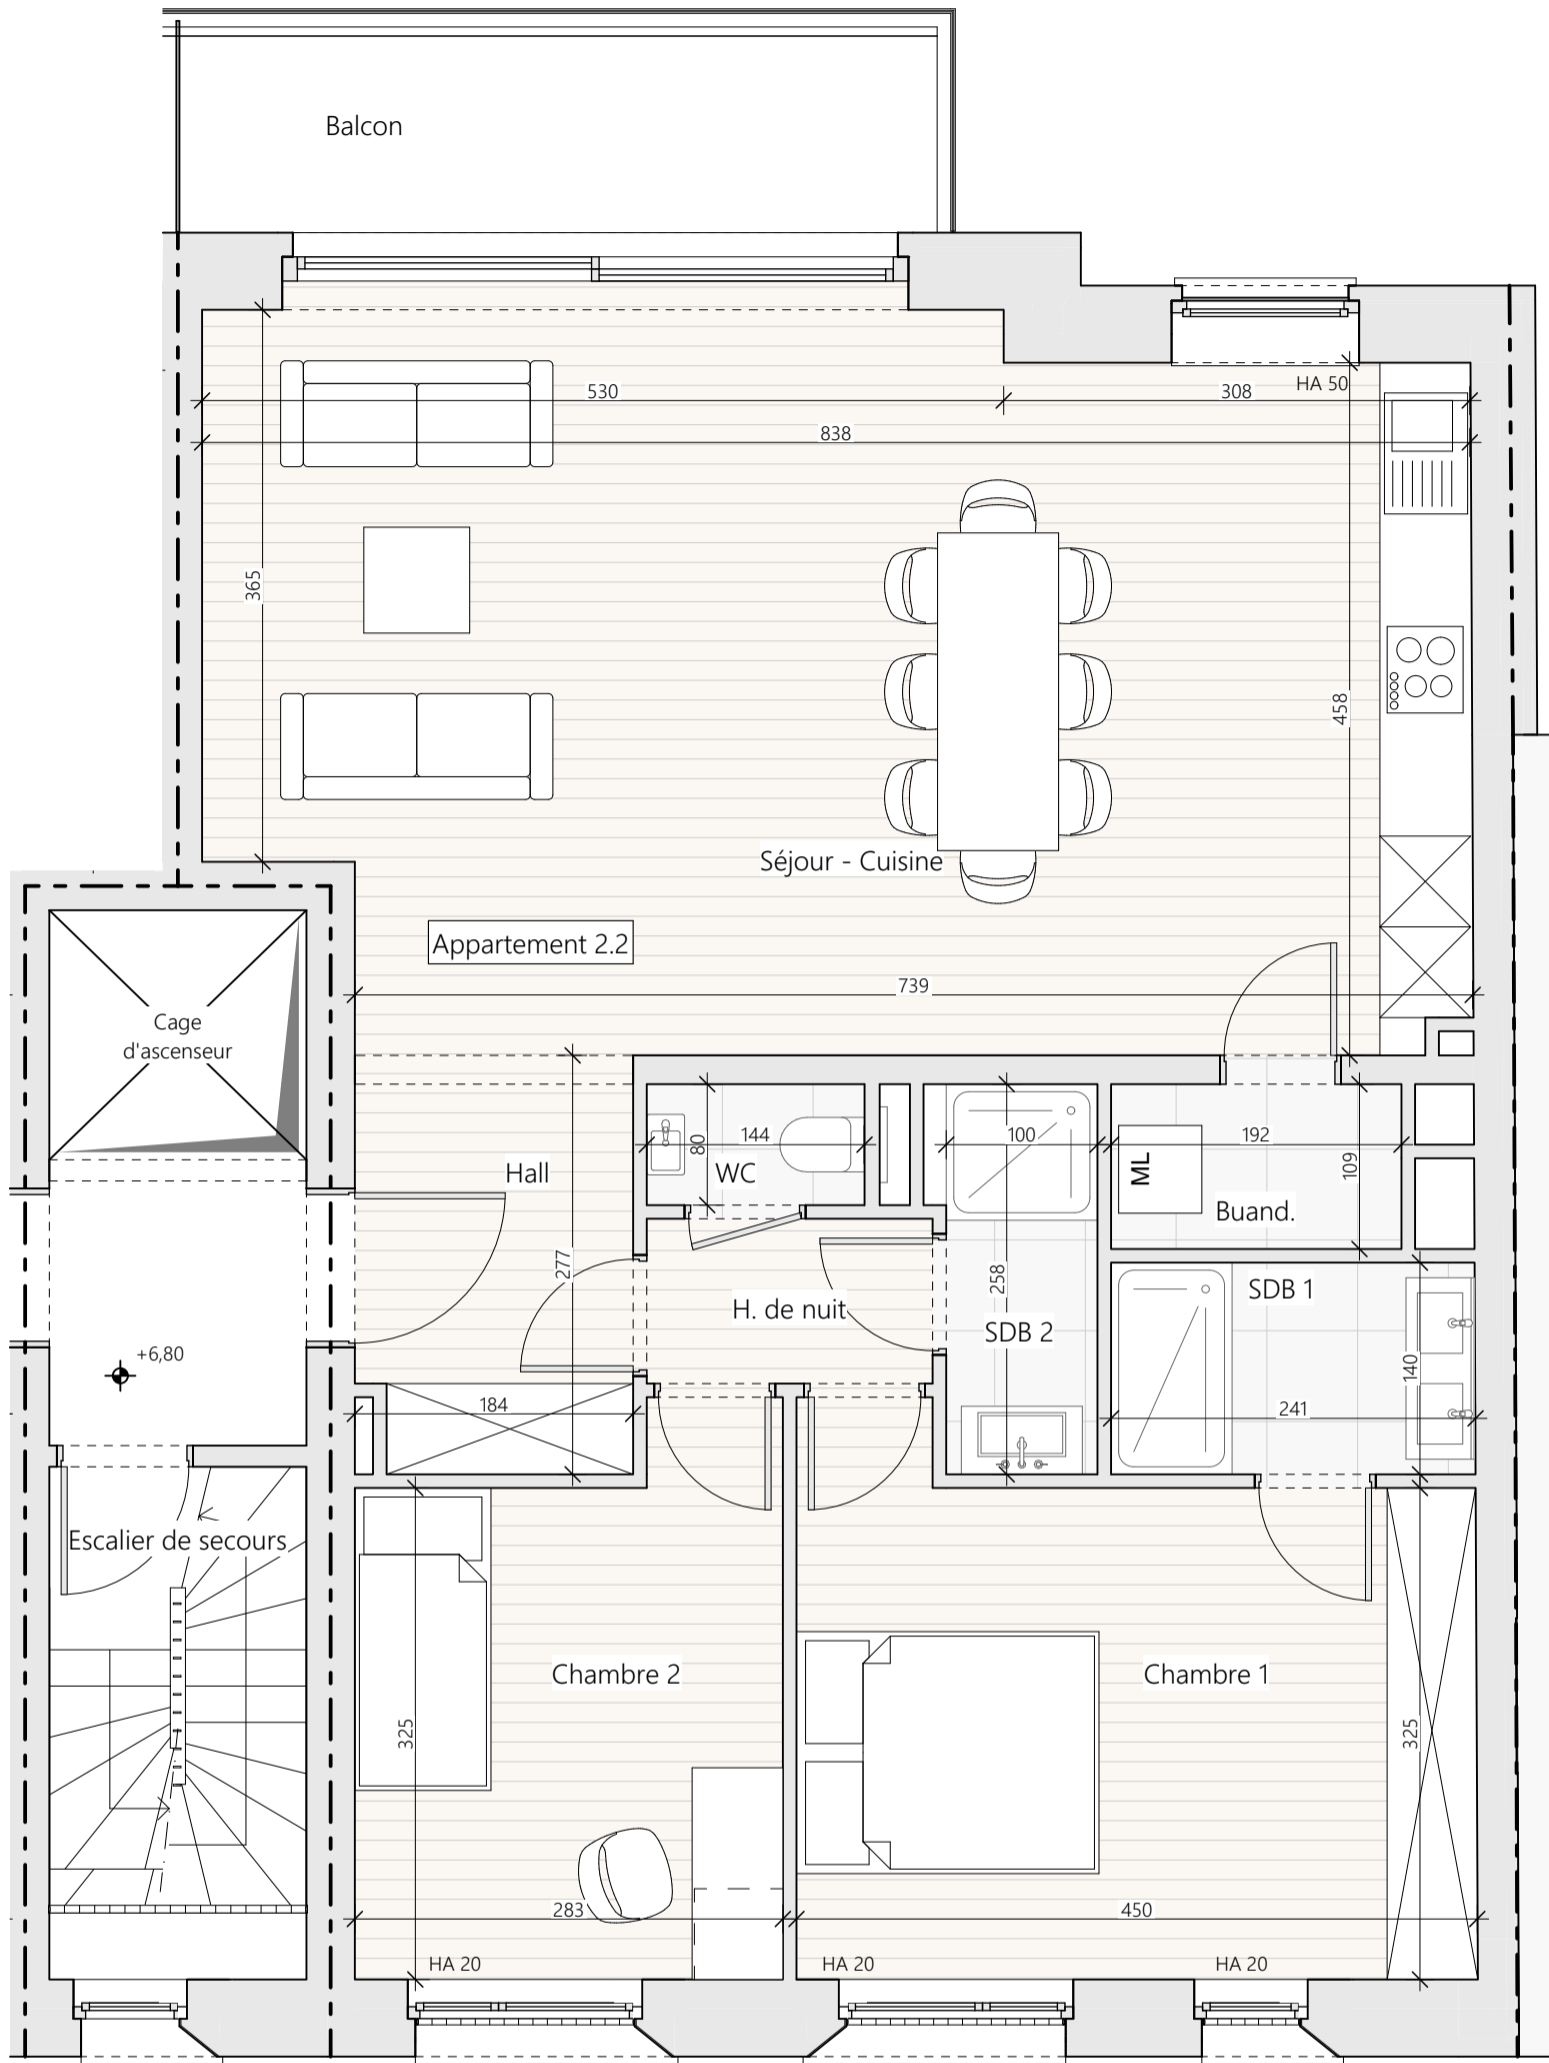 Balcon
HA 50
530
308
838
365
458
Séjour - Cuisine
Appartement 2.2
739
Cage
d'ascenseur
80
144
WC
100
ML
192
109
Hall
Buand.
277
258
H. de nuit
SDB 2
SDB 1
+6,80
140
184
241
Escalier de secours
Chambre 2
Chambre 1
325
325
283
450
HA 20
HA 20
HA 20